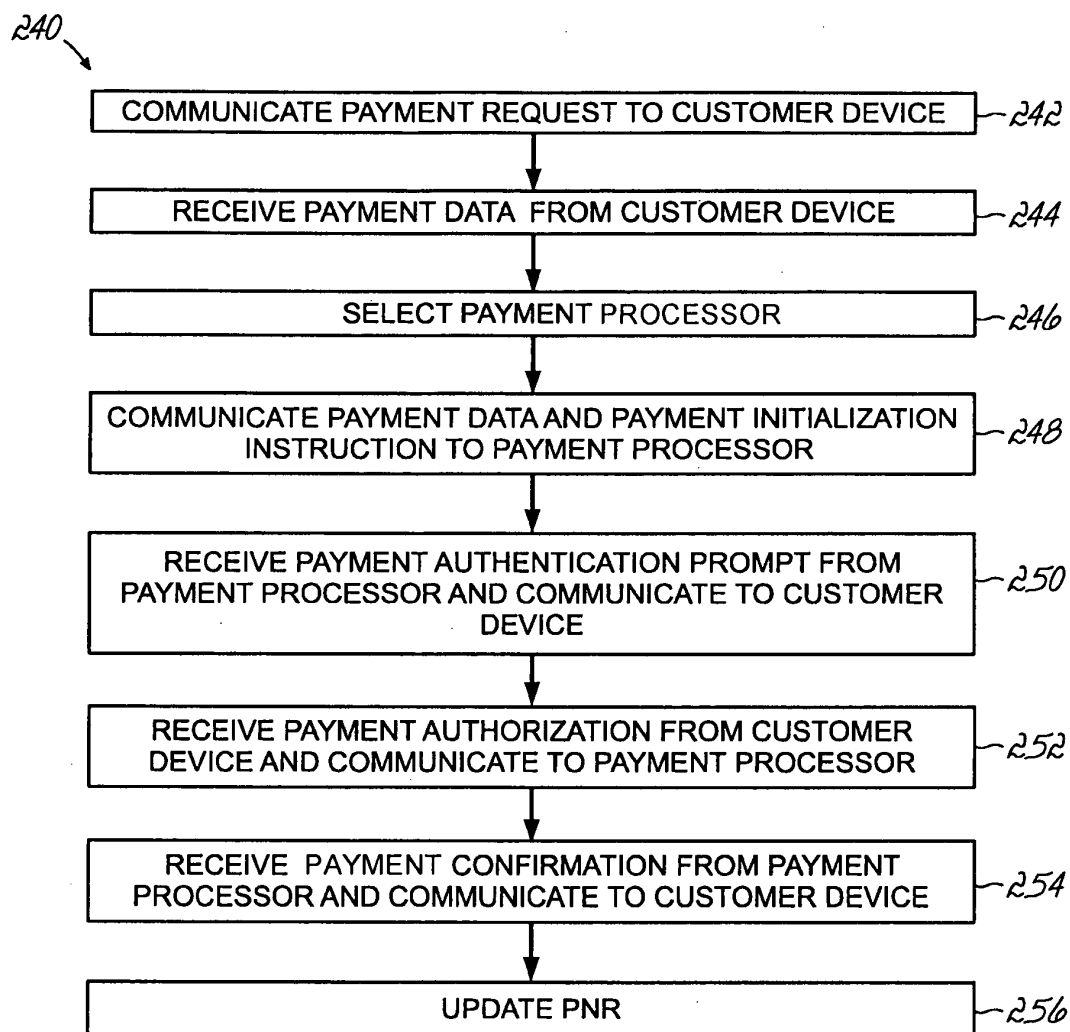 240
COMMUNICATE PAYMENT REQUEST TO CUSTOMER DEVICE
242
RECEIVE PAYMENT DATA FROM CUSTOMER DEVICE
244
SELECT PAYMENT PROCESSOR
246
COMMUNICATE PAYMENT DATA AND PAYMENT INITIALIZATION
INSTRUCTION TO PAYMENT PROCESSOR
248
RECEIVE PAYMENT AUTHENTICATION PROMPT FROM
PAYMENT PROCESSOR AND COMMUNICATE TO CUSTOMER
DEVICE
250
RECEIVE PAYMENT AUTHORIZATION FROM CUSTOMER
DEVICE AND COMMUNICATE TO PAYMENT PROCESSOR
252
RECEIVE PAYMENT CONFIRMATION FROM PAYMENT
PROCESSOR AND COMMUNICATE TO CUSTOMER DEVICE
254
UPDATE PNR
256